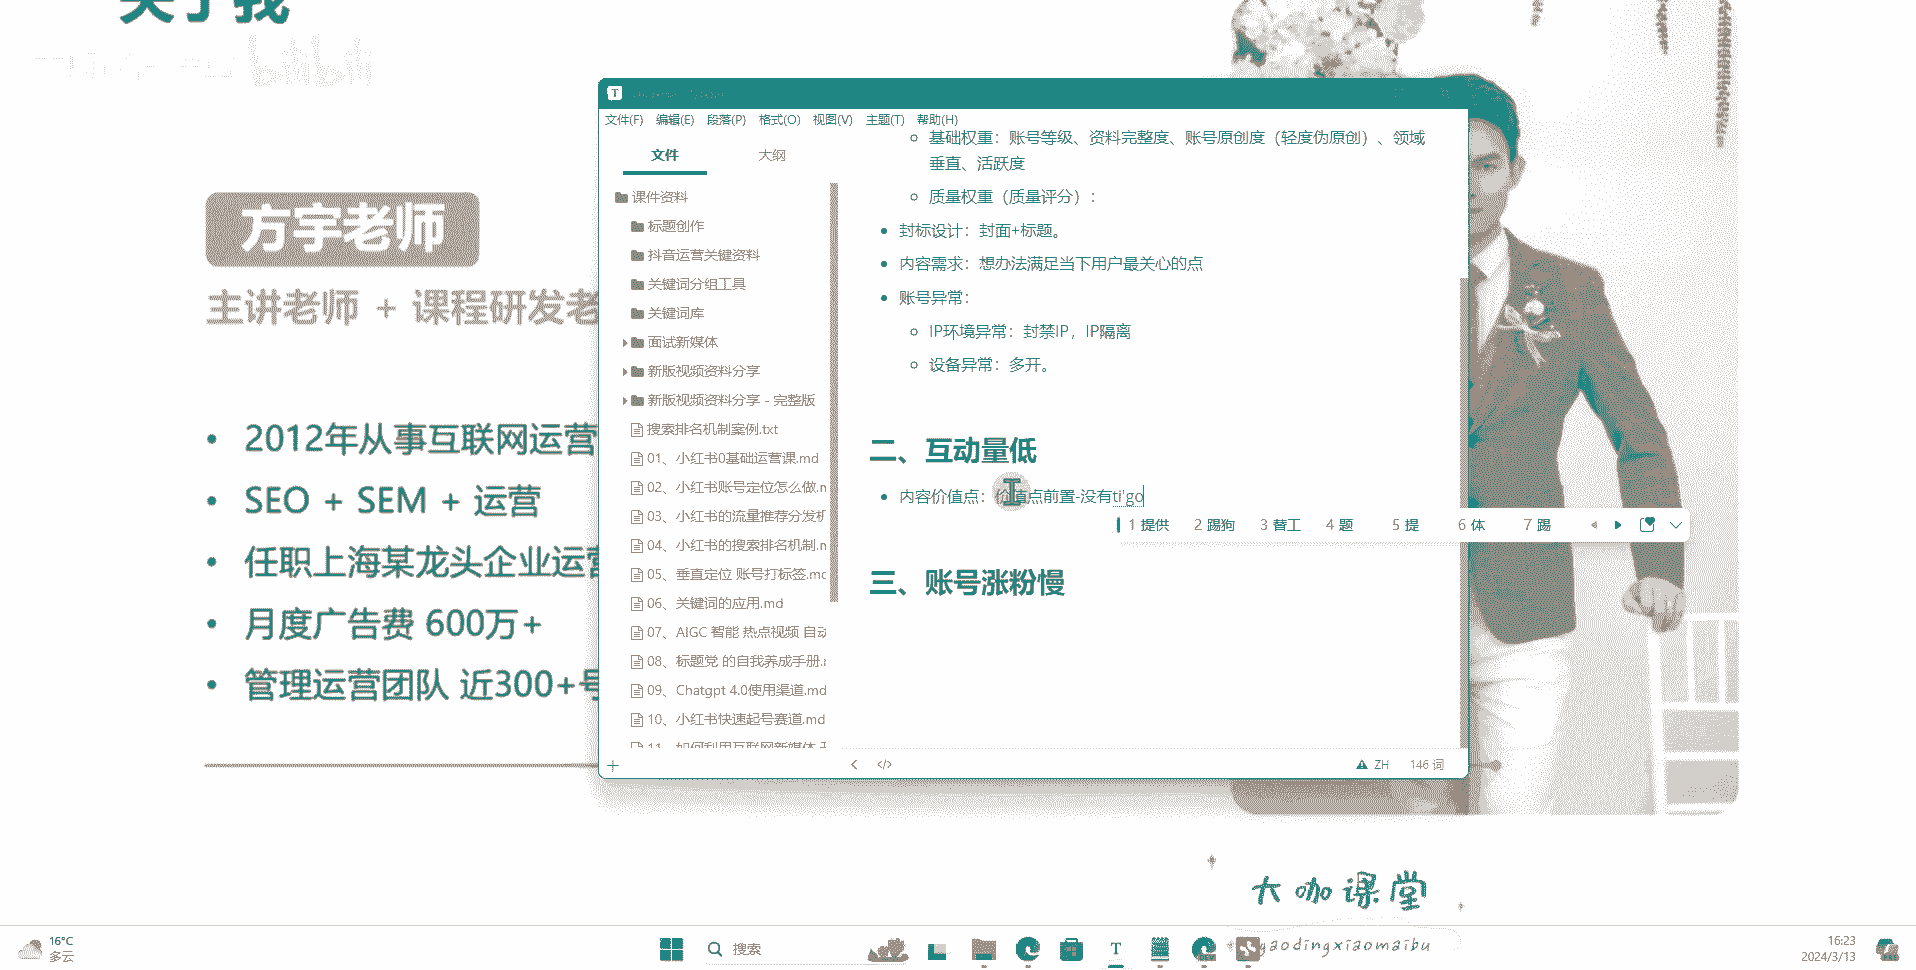 关于我
bilibili
方宇老师
主讲老师 + 课程研发老
• 2012年从事互联网运营
• SEO + SEM + 运营
• 任职上海某龙头企业运营
• 月度广告费 600万+
• 管理运营团队 近300+号
T
文件(F) 编辑(E) 段落(P) 格式(O) 视图(V) 主题(T) 帮助(H)
文件 大纲
课件资料
标题创作
抖音运营关键资料
关键词分组工具
关键词库
面试新媒体
新版视频资料分享
新版视频资料分享 - 完整版
搜索排名机制案例.txt
01、小红书0基础运营课.md
02、小红书账号定位怎么做.m
03、小红书的流量推荐分发机
04、小红书的搜索排名机制.m
05、垂直定位 账号打标签.mc
06、关键词的应用.md
07、AIGC 智能 热点视频 自动
08、标题党 的自我养成手册.r
09、Chatgpt 4.0使用渠道.md
10、小红书快速起号赛道.md
11、如何利用互联网新媒体
基础权重：账号等级、资料完整度、账号原创度（轻度伪原创）、领域
垂直、活跃度
质量权重（质量评分）：
• 封标设计：封面+标题。
• 内容需求：想办法满足当下用户最关心的点
• 账号异常：
IP环境异常：封禁IP，IP隔离
设备异常：多开。
二、互动量低
• 内容价值点：价值点前置-没有ti'go
1 提供 2 踢狗 3 替工 4 题 5 提 6 体 7 踢
三、账号涨粉慢
ZH 146 词
大咖课堂
gaodingxiaomaibu
16°C
多云
搜索
16:23
2024/3/13